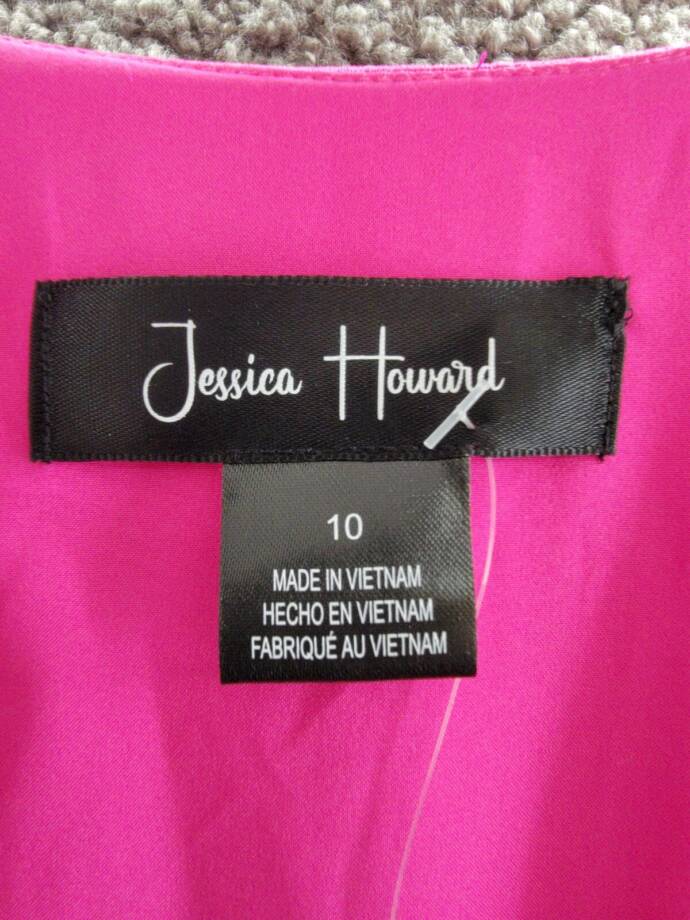 Jessica Howard
10
MADE IN VIETNAM
HECHO EN VIETNAM
FABRIQUÉ AU VIETNAM